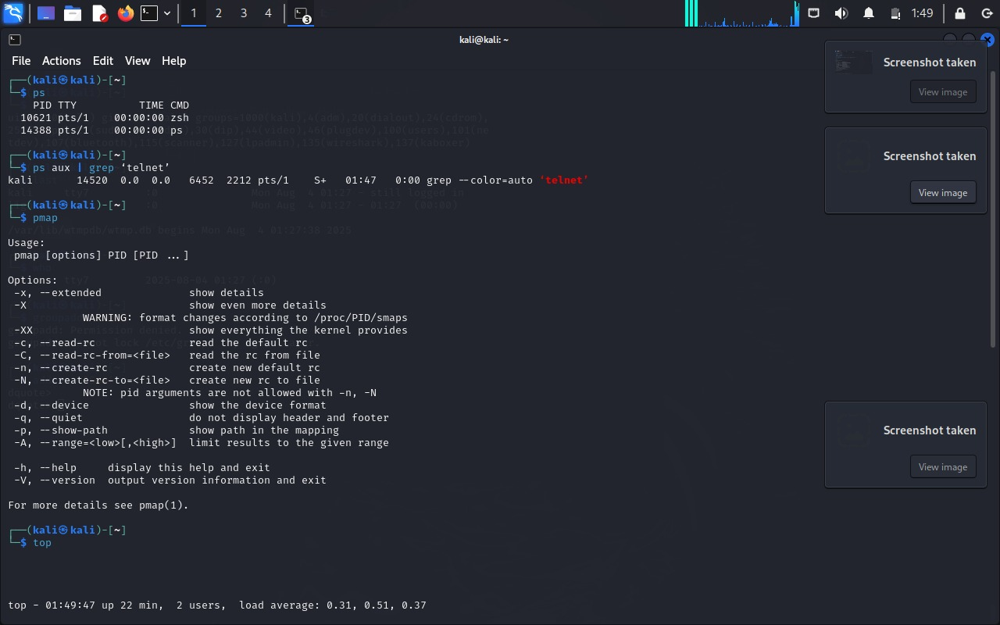 1 2 3 4 3 1:49
kali@kali: ~
File Actions Edit View Help
┌──(kali㉿kali)-[~]
└─$ ps
PID TTY TIME CMD
10621 pts/1 00:00:00 zsh
14388 pts/1 00:00:00 ps
┌──(kali㉿kali)-[~]
└─$ ps aux | grep ‘telnet’
kali 14520 0.0 0.0 6452 2212 pts/1 S+ 01:47 0:00 grep --color=auto ‘telnet’
┌──(kali㉿kali)-[~]
└─$ pmap
Usage:
pmap [options] PID [PID ...]
Options:
-x, --extended show details
-X show even more details
WARNING: format changes according to /proc/PID/smaps
-XX show everything the kernel provides
-c, --read-rc read the default rc
-C, --read-rc-from=<file> read the rc from file
-n, --create-rc create new default rc
-N, --create-rc-to=<file> create new rc to file
NOTE: pid arguments are not allowed with -n, -N
-d, --device show the device format
-q, --quiet do not display header and footer
-p, --show-path show path in the mapping
-A, --range=<low>[,<high>] limit results to the given range
-h, --help display this help and exit
-V, --version output version information and exit
For more details see pmap(1).
┌──(kali㉿kali)-[~]
└─$ top
top - 01:49:47 up 22 min, 2 users, load average: 0.31, 0.51, 0.37
Screenshot taken
View image
Screenshot taken
View image
Screenshot taken
View image